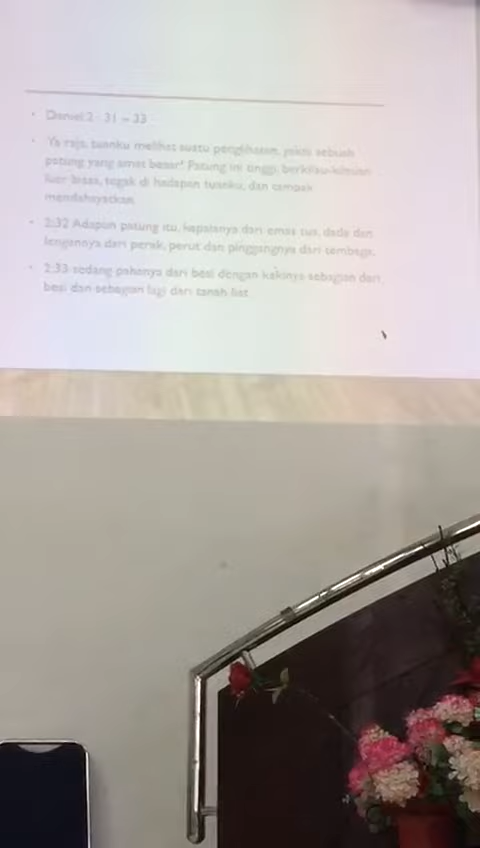 Daniel 2 : 31 – 33
Ya raja, tuanku melihat suatu penglihatan, yakni sebuah
patung yang amat besar! Patung ini tinggi, berkilau-kilauan
luar biasa, tegak di hadapan tuanku, dan tampak
mendahsyatkan.
2:32 Adapun patung itu, kepalanya dari emas tua, dada dan
lengannya dari perak, perut dan pinggangnya dari tembaga,
2:33 sedang pahanya dari besi dengan kakinya sebagian dari
besi dan sebagian lagi dari tanah liat